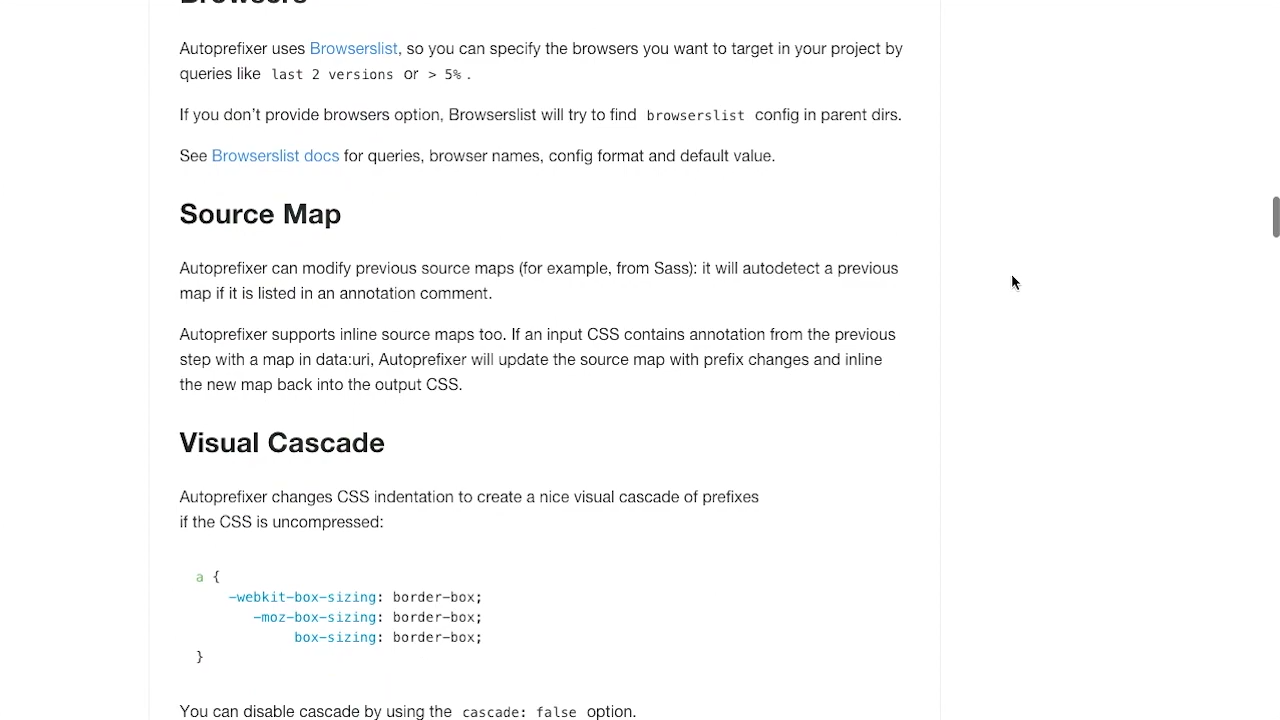 Browsers
Autoprefixer uses Browserslist, so you can specify the browsers you want to target in your project by
queries like last 2 versions or > 5% .
If you don’t provide browsers option, Browserslist will try to find browserslist config in parent dirs.
See Browserslist docs for queries, browser names, config format and default value.
Source Map
Autoprefixer can modify previous source maps (for example, from Sass): it will autodetect a previous
map if it is listed in an annotation comment.
Autoprefixer supports inline source maps too. If an input CSS contains annotation from the previous
step with a map in data:uri, Autoprefixer will update the source map with prefix changes and inline
the new map back into the output CSS.
Visual Cascade
Autoprefixer changes CSS indentation to create a nice visual cascade of prefixes
if the CSS is uncompressed:
a {
    -webkit-box-sizing: border-box;
       -moz-box-sizing: border-box;
            box-sizing: border-box;
}
You can disable cascade by using the cascade: false option.